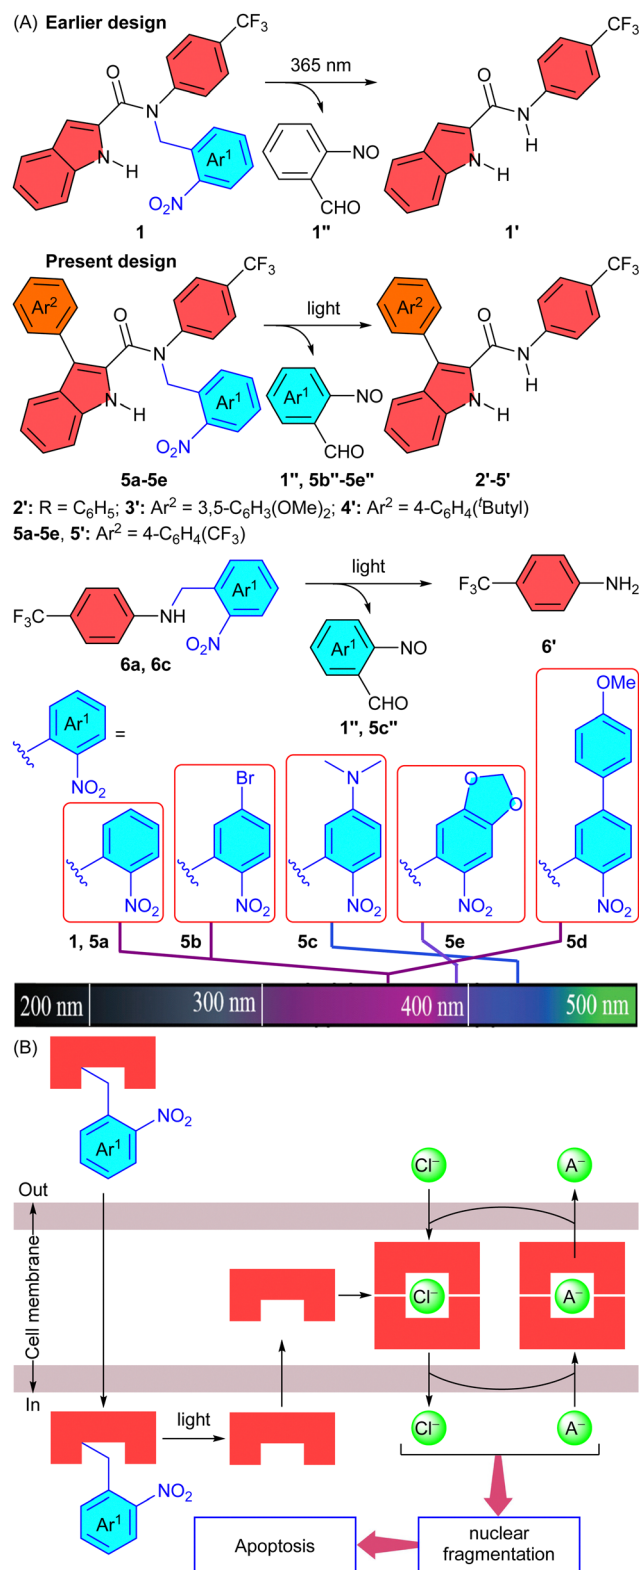 (A) Earlier design
CF₃
O
N
365 nm
N
H
Ar¹
O₂N
1
NO
CHO
1''
CF₃
O
N
H
N
H
1'
Present design
CF₃
Ar²
O
N
light
N
H
Ar¹
O₂N
5a-5e
Ar¹
NO
CHO
1'', 5b''-5e''
CF₃
Ar²
O
N
H
N
H
2'-5'
2': R = C₆H₅; 3': Ar² = 3,5-C₆H₃(OMe)₂; 4': Ar² = 4-C₆H₄(ᵗButyl)
5a-5e, 5': Ar² = 4-C₆H₄(CF₃)
F₃C
NH
Ar¹
O₂N
6a, 6c
light
Ar¹
NO
CHO
1'', 5c''
F₃C
NH₂
6'
Ar¹
NO₂
=
NO₂
1, 5a
Br
NO₂
5b
N
NO₂
5c
O
O
NO₂
5e
OMe
NO₂
5d
200 nm 300 nm 400 nm 500 nm
(B)
NO₂
Ar¹
Cl⁻
A⁻
Out
Cell membrane
Cl⁻
A⁻
In
light
NO₂
Ar¹
Cl⁻
A⁻
Apoptosis
nuclear
fragmentation